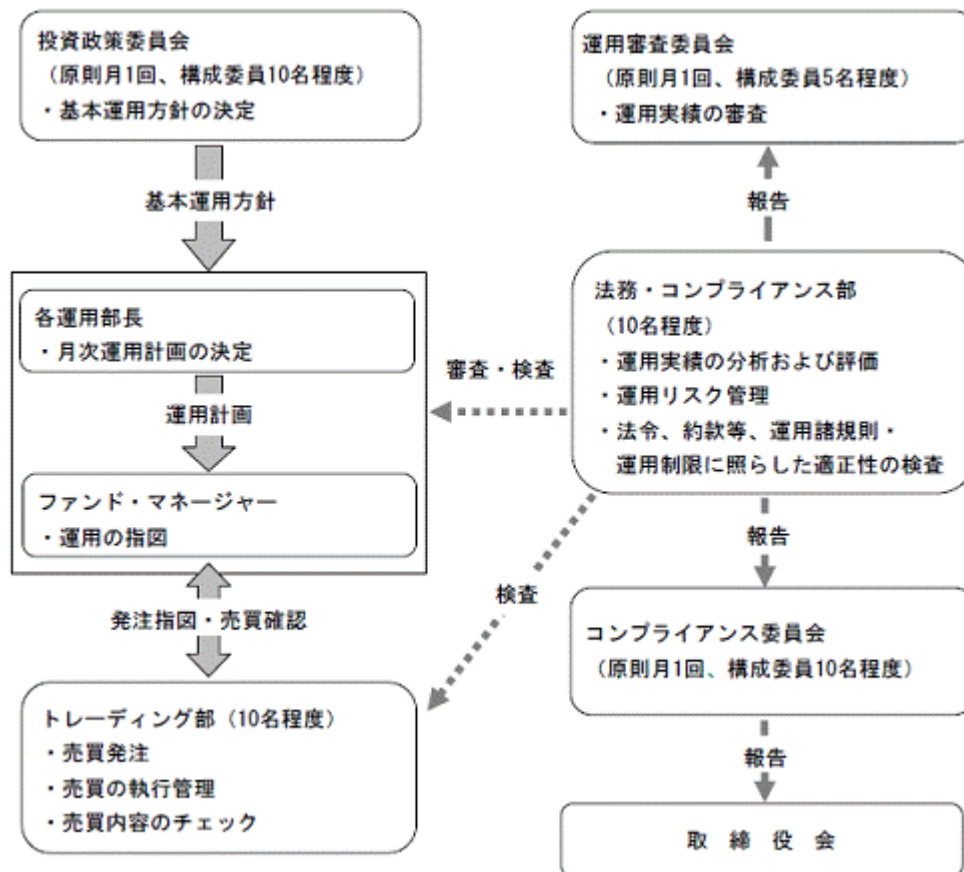 投資政策委員会
（原則月1回、構成委員10名程度）
・基本運用方針の決定
基本運用方針
各運用部長
・月次運用計画の決定
運用計画
ファンド・マネージャー
・運用の指図
発注指図・売買確認
トレーディング部（10名程度）
・売買発注
・売買の執行管理
・売買内容のチェック
運用審査委員会
（原則月1回、構成委員5名程度）
・運用実績の審査
報告
法務・コンプライアンス部
（10名程度）
・運用実績の分析および評価
・運用リスク管理
・法令、約款等、運用諸規則・
運用制限に照らした適正性の検査
審査・検査
検査
報告
コンプライアンス委員会
（原則月1回、構成委員10名程度）
報告
取　締　役　会